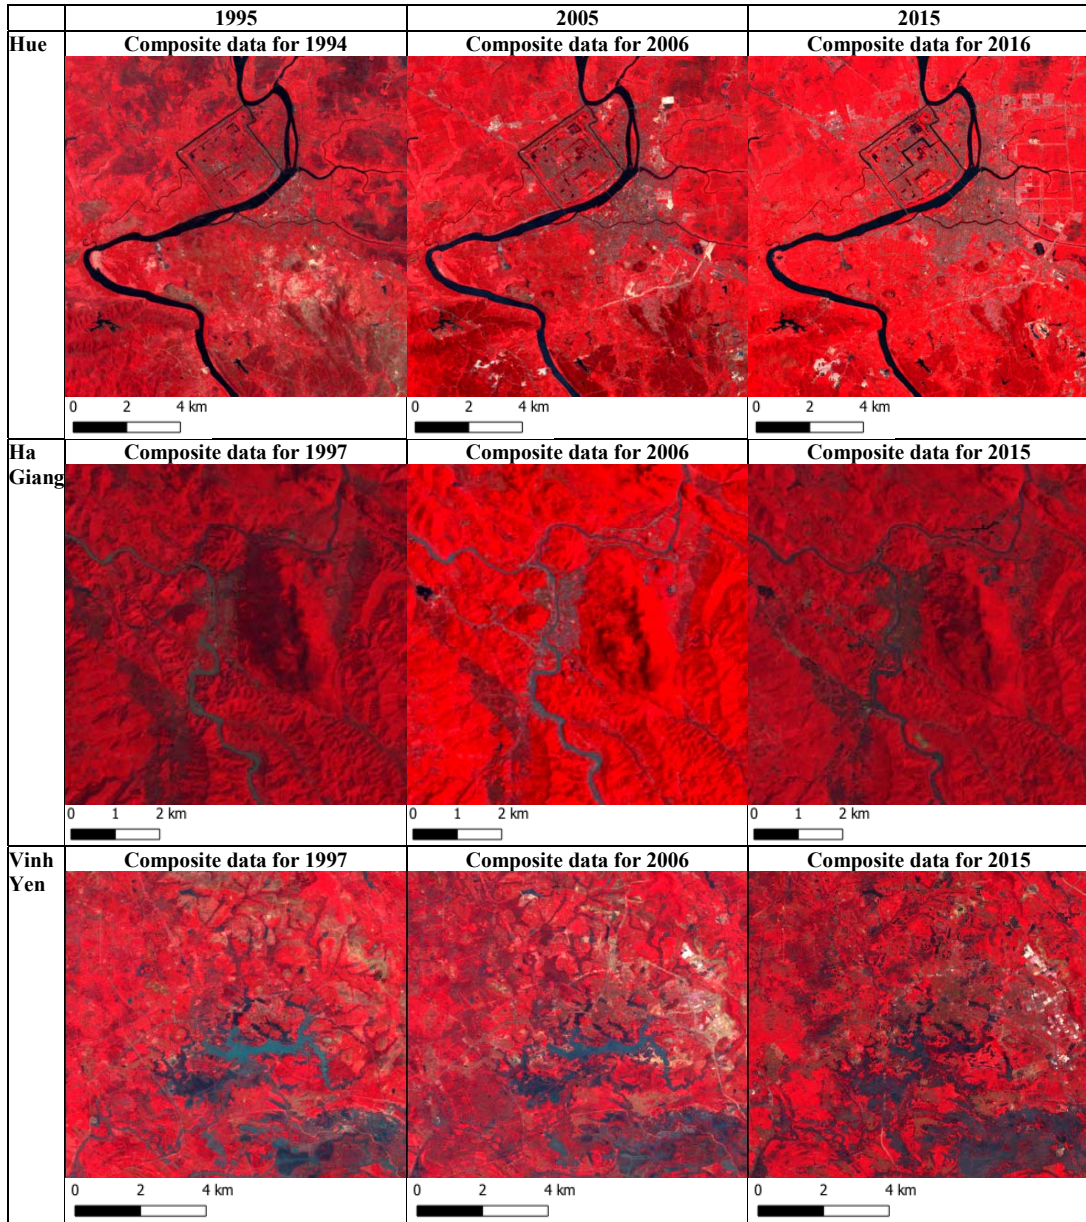 1995 2005 2015
Hue Composite data for 1994 Composite data for 2006 Composite data for 2016
0 2 4 km 0 2 4 km 0 2 4 km
Ha Composite data for 1997 Composite data for 2006 Composite data for 2015
Giang
0 1 2 km 0 1 2 km 0 1 2 km
Vinh Composite data for 1997 Composite data for 2006 Composite data for 2015
Yen
0 2 4 km 0 2 4 km 0 2 4 km